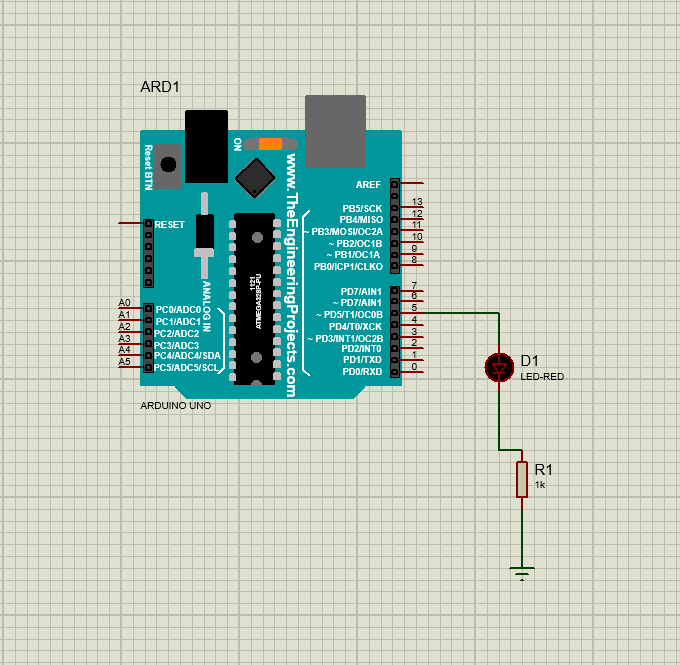 ARD1
ON
Reset BTN
www.TheEngineeringProjects.com
AREF
RESET
PB5/SCK 13
PB4/MISO 12
~ PB3/MOSI/OC2A 11
~ PB2/OC1B 10
~ PB1/OC1A 9
PB0/ICP1/CLKO 8
1121
ATMEGA328P-PU
ANALOG IN
PD7/AIN1 7
~ PD7/AIN1 6
~ PD5/T1/OC0B 5
PD4/T0/XCK 4
~ PD3/INT1/OC2B 3
PD2/INT0 2
PD1/TXD 1
PD0/RXD 0
A0 PC0/ADC0
A1 PC1/ADC1
A2 PC2/ADC2
A3 PC3/ADC3
A4 PC4/ADC4/SDA
A5 PC5/ADC5/SCL
ARDUINO UNO
D1
LED-RED
R1
1k